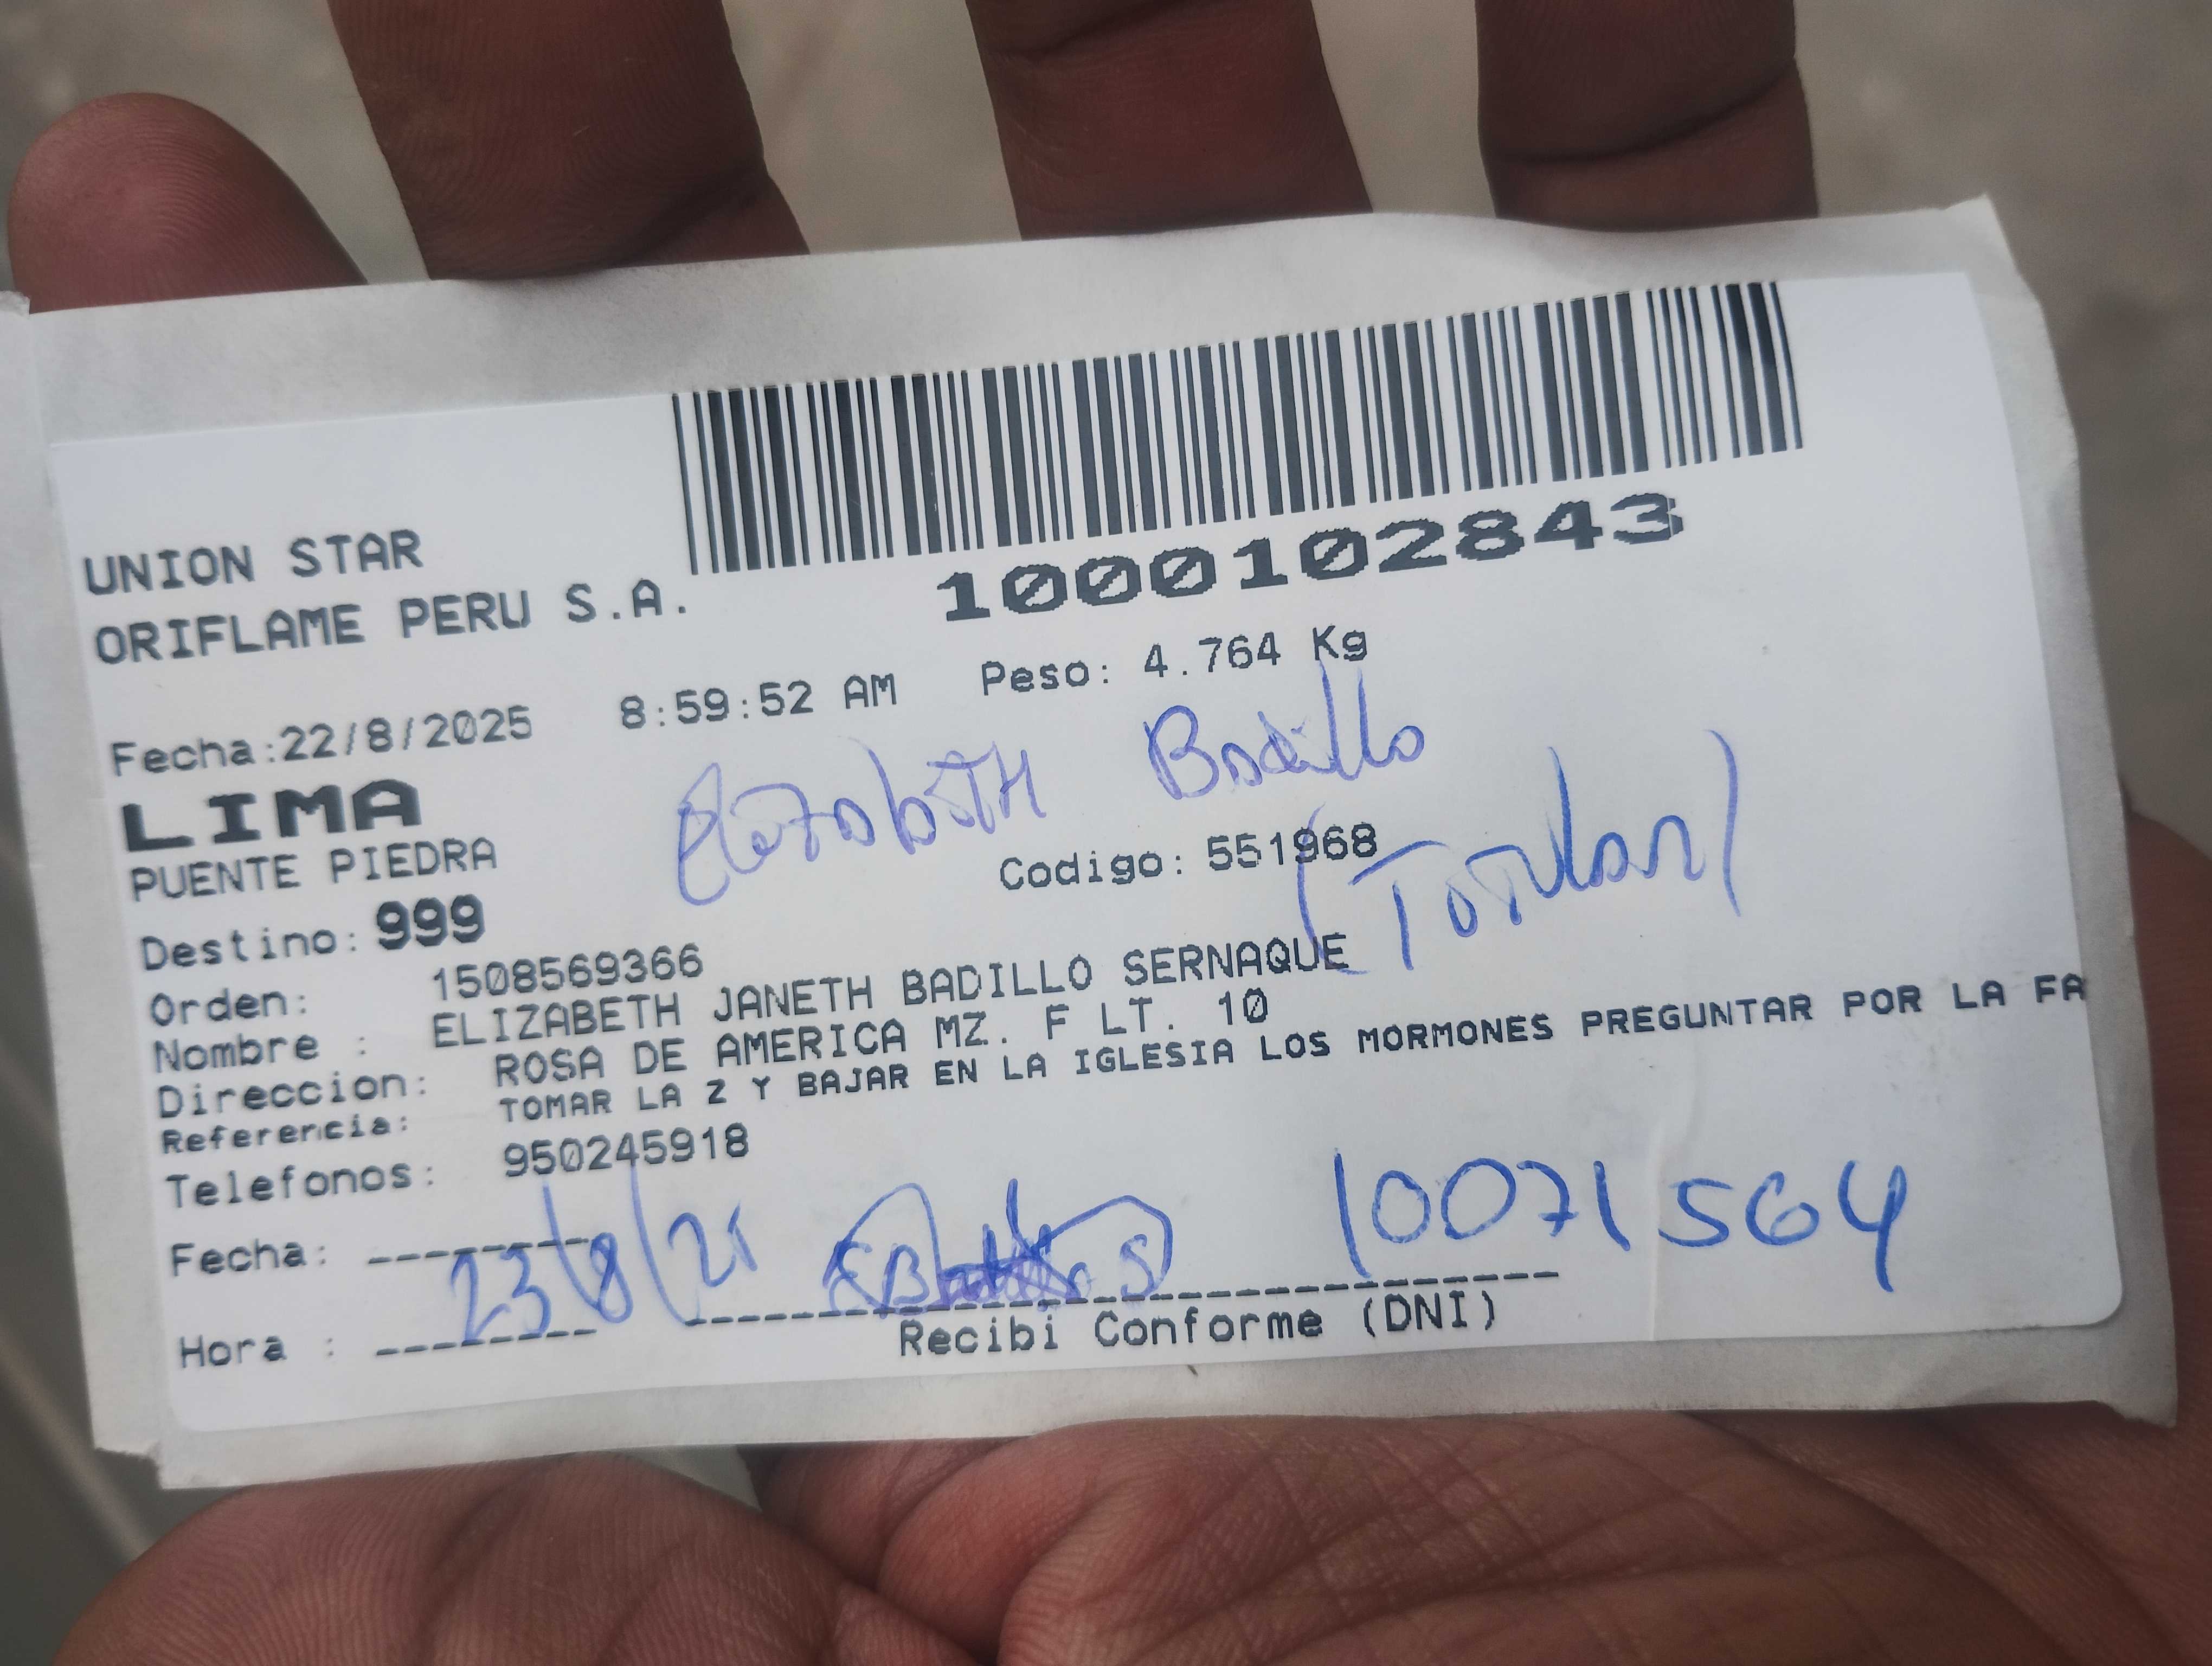 UNION STAR
ORIFLAME PERU S.A.
1000102843
Fecha:22/8/2025 8:59:52 AM Peso: 4.764 Kg
LIMA
Elizabeth Badillo
PUENTE PIEDRA
Codigo: 551968
(Titular)
Destino: 999
Orden: 1508569366
Nombre : ELIZABETH JANETH BADILLO SERNAQUE
Direccion: ROSA DE AMERICA MZ. F LT. 10
Referencia: TOMAR LA Z Y BAJAR EN LA IGLESIA LOS MORMONES PREGUNTAR POR LA FA
Telefonos: 950245918
Fecha: 23/8/25 10071564
Hora :
Recibi Conforme (DNI)